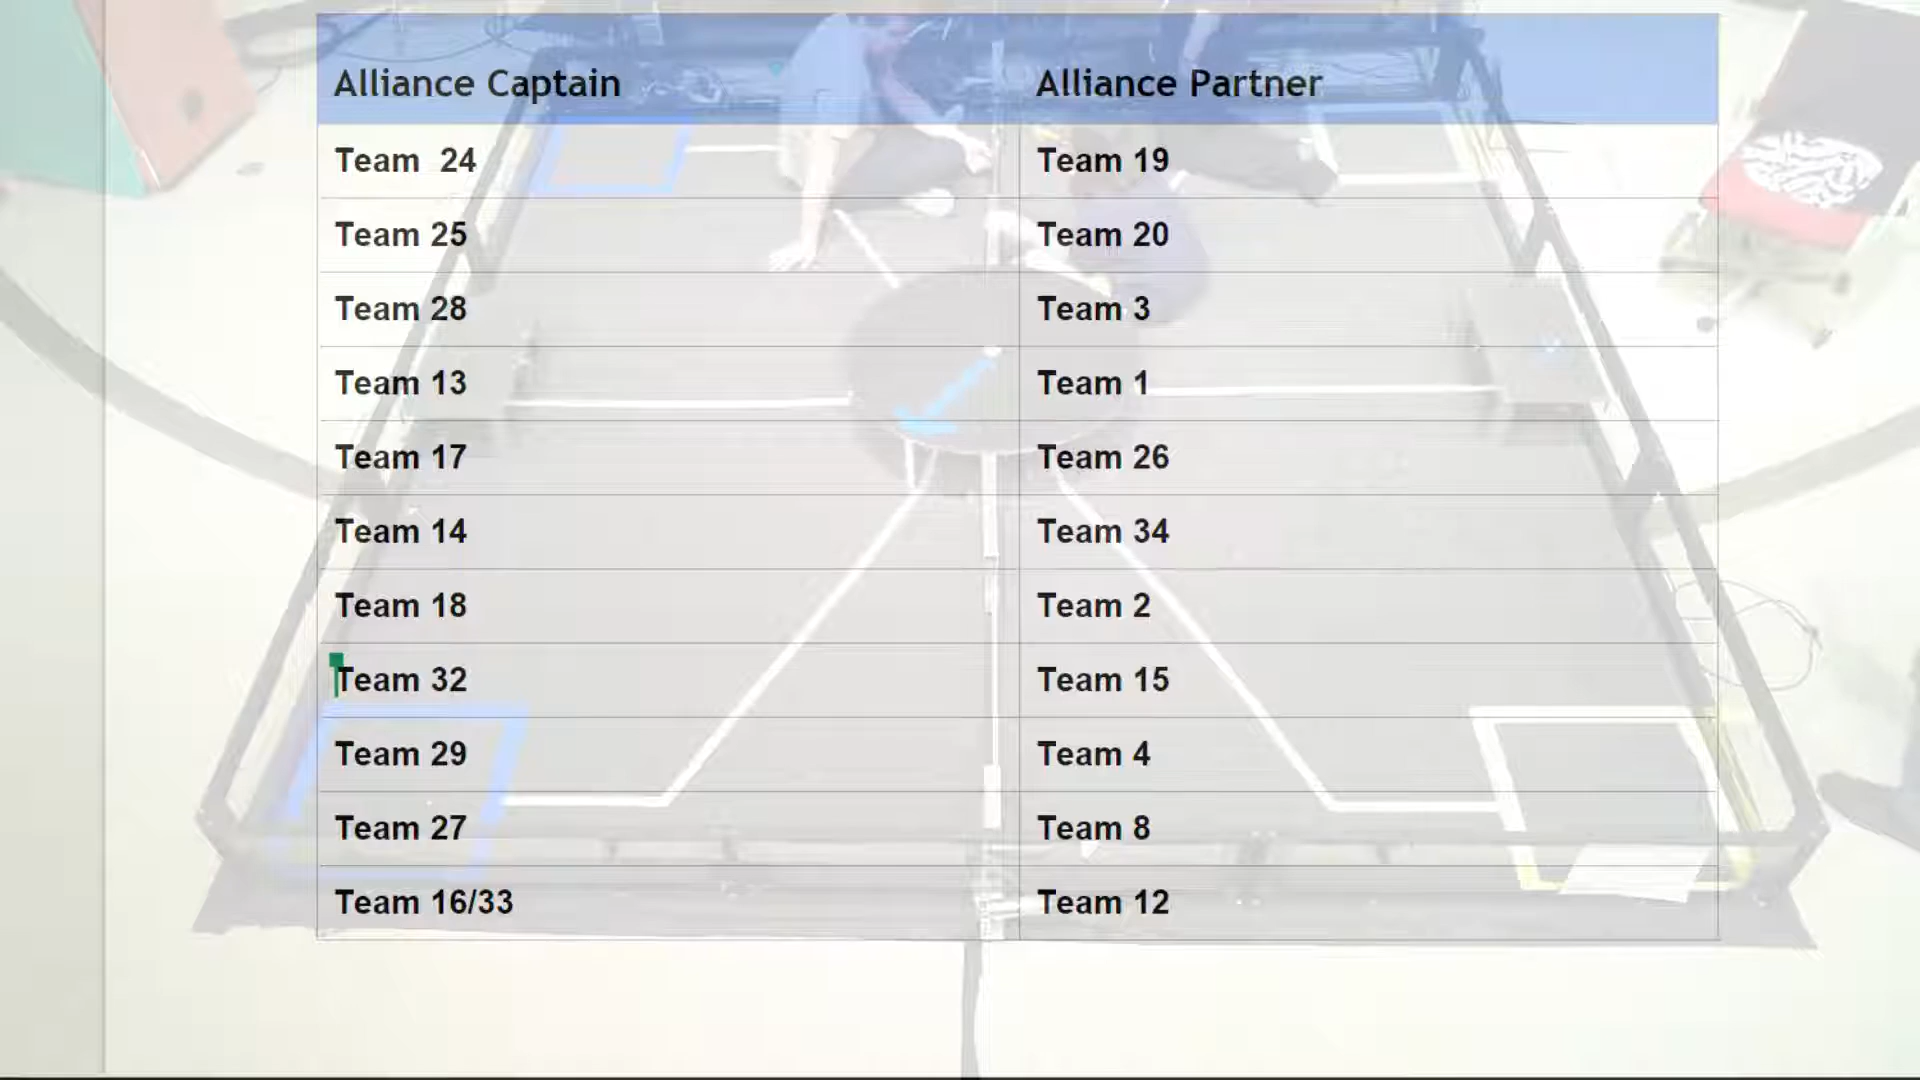 Alliance Captain Alliance Partner
Team 24 Team 19
Team 25 Team 20
Team 28 Team 3
Team 13 Team 1
Team 17 Team 26
Team 14 Team 34
Team 18 Team 2
Team 32 Team 15
Team 29 Team 4
Team 27 Team 8
Team 16/33 Team 12